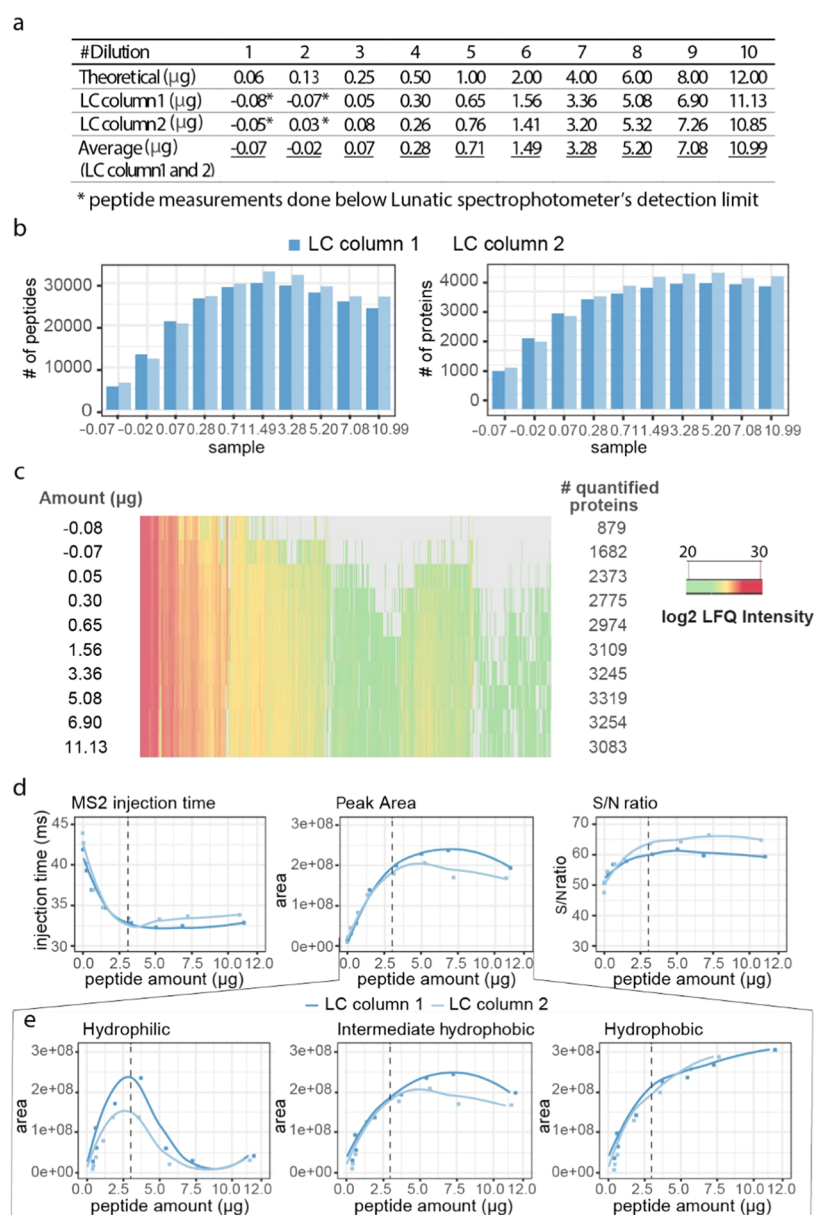 a
#Dilution 1 2 3 4 5 6 7 8 9 10
Theoretical (µg) 0.06 0.13 0.25 0.50 1.00 2.00 4.00 6.00 8.00 12.00
LC column1 (µg) -0.08* -0.07* 0.05 0.30 0.65 1.56 3.36 5.08 6.90 11.13
LC column2 (µg) -0.05* 0.03* 0.08 0.26 0.76 1.41 3.20 5.32 7.26 10.85
Average (µg) -0.07 -0.02 0.07 0.28 0.71 1.49 3.28 5.20 7.08 10.99
(LC column1 and 2)
* peptide measurements done below Lunatic spectrophotometer's detection limit
b
LC column 1 LC column 2
# of peptides
30000
20000
10000
0
-0.07 -0.02 0.07 0.28 0.71 1.49 3.28 5.20 7.08 10.99
sample
# of proteins
4000
3000
2000
1000
0
-0.07 -0.02 0.07 0.28 0.71 1.49 3.28 5.20 7.08 10.99
sample
c
Amount (µg)
# quantified
proteins
-0.08 879
-0.07 1682
0.05 2373
0.30 2775
0.65 2974
1.56 3109
3.36 3245
5.08 3319
6.90 3254
11.13 3083
20 30
log2 LFQ Intensity
d
MS2 injection time
injection time (ms)
45
40
35
30
0.0 2.5 5.0 7.5 10.0 12.0
peptide amount (µg)
Peak Area
area
3e+08
2e+08
1e+08
0e+00
0.0 2.5 5.0 7.5 10.0 12.0
peptide amount (µg)
S/N ratio
S/N ratio
70
60
50
40
30
0.0 2.5 5.0 7.5 10.0 12.0
peptide amount (µg)
LC column 1 LC column 2
e
Hydrophilic
area
3e+08
2e+08
1e+08
0e+00
0.0 2.5 5.0 7.5 10.0 12.0
peptide amount (µg)
Intermediate hydrophobic
area
3e+08
2e+08
1e+08
0e+00
0.0 2.5 5.0 7.5 10.0 12.0
peptide amount (µg)
Hydrophobic
area
3e+08
2e+08
1e+08
0e+00
0.0 2.5 5.0 7.5 10.0 12.0
peptide amount (µg)